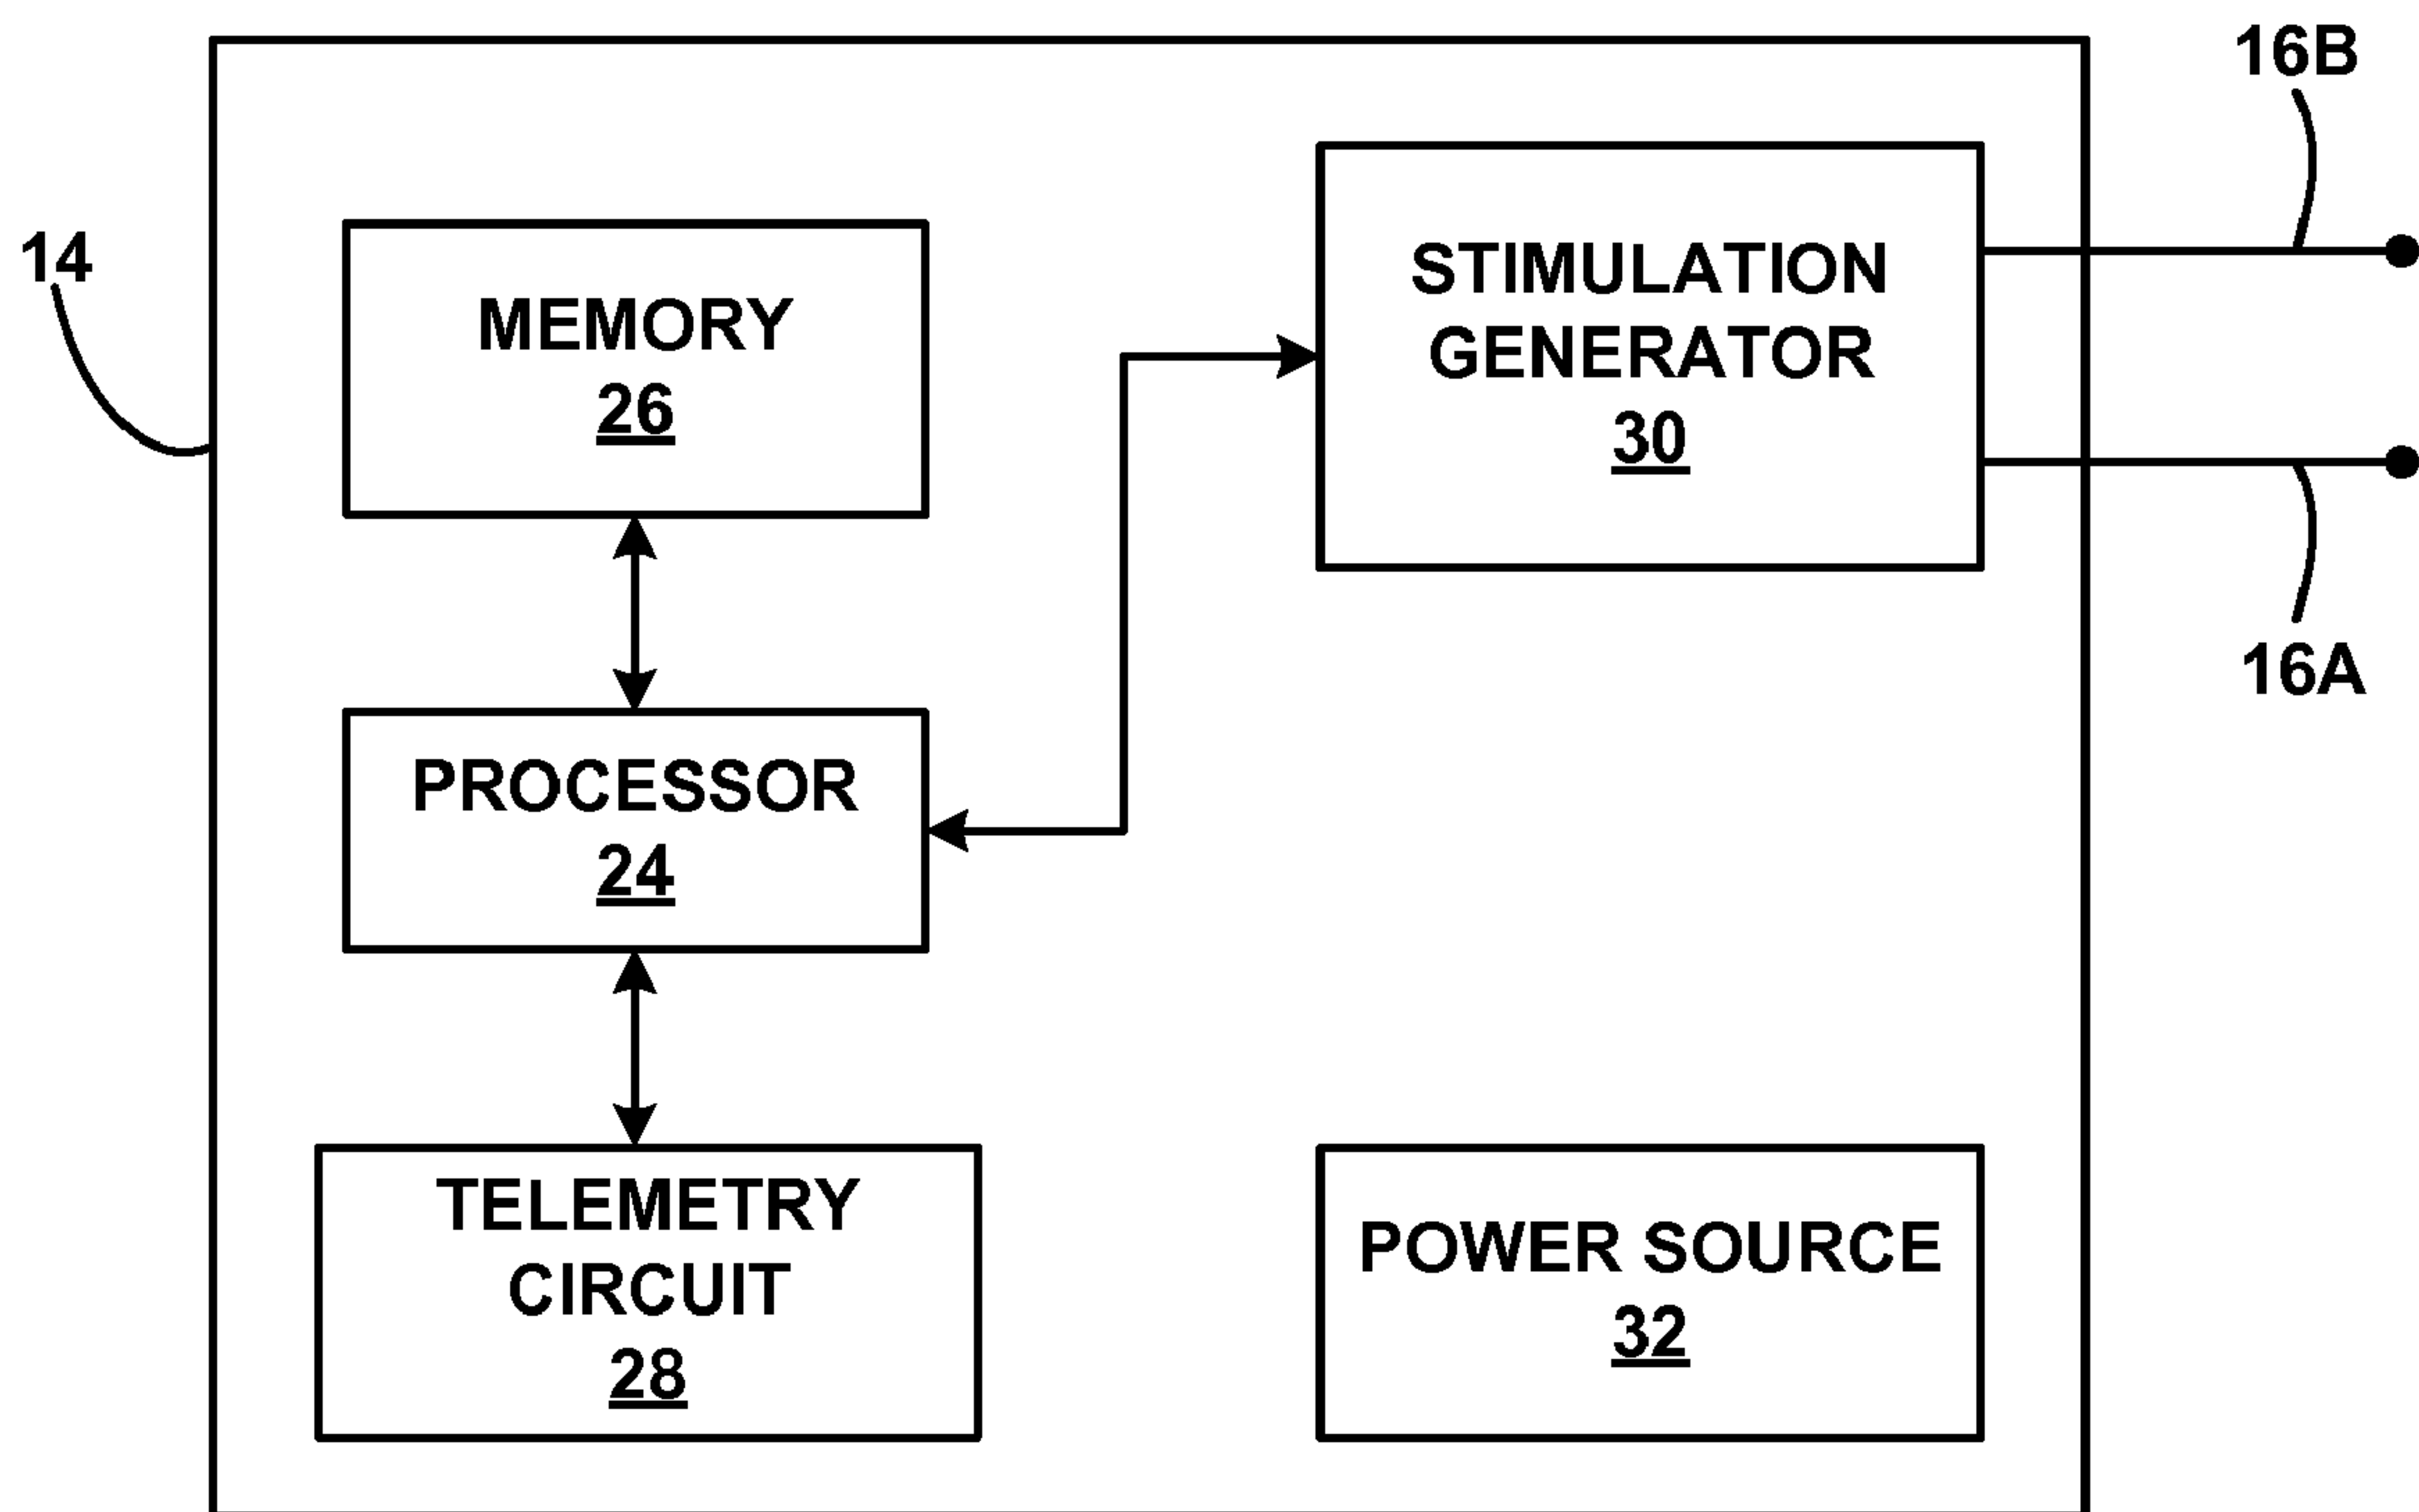 16B
14
MEMORY
26
STIMULATION
GENERATOR
30
16A
PROCESSOR
24
TELEMETRY
CIRCUIT
28
POWER SOURCE
32